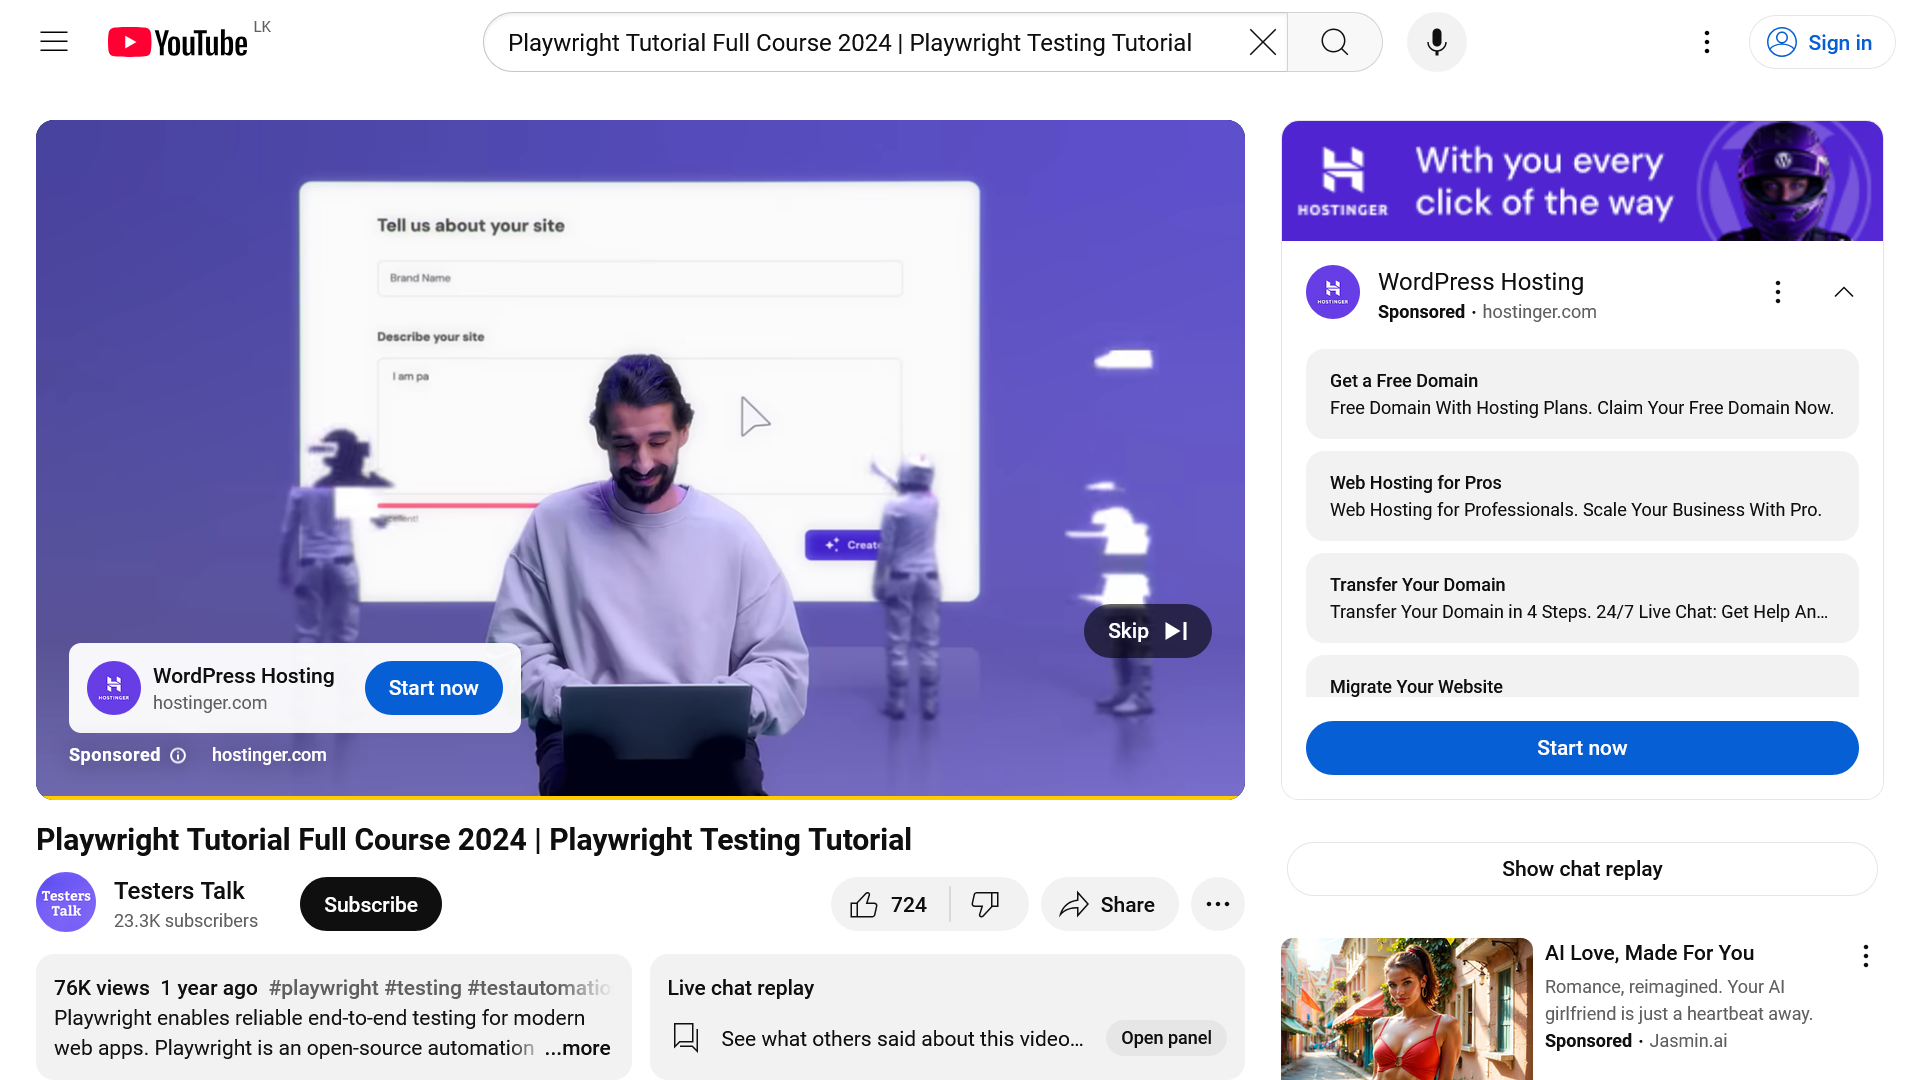 YouTube LK
Playwright Tutorial Full Course 2024 | Playwright Testing Tutorial
Sign in
Tell us about your site
Brand Name
Describe your site
I am pa
Create
Skip
HOSTINGER
WordPress Hosting
hostinger.com
Start now
Sponsored
hostinger.com
HOSTINGER
With you every
click of the way
HOSTINGER
WordPress Hosting
Sponsored · hostinger.com
Get a Free Domain
Free Domain With Hosting Plans. Claim Your Free Domain Now.
Web Hosting for Pros
Web Hosting for Professionals. Scale Your Business With Pro.
Transfer Your Domain
Transfer Your Domain in 4 Steps. 24/7 Live Chat: Get Help An...
Migrate Your Website
Start now
Playwright Tutorial Full Course 2024 | Playwright Testing Tutorial
Testers
Talk
Testers Talk
23.3K subscribers
Subscribe
724
Share
76K views 1 year ago #playwright #testing #testautomatio
Playwright enables reliable end-to-end testing for modern
web apps. Playwright is an open-source automation ...more
Live chat replay
See what others said about this video...
Open panel
Show chat replay
AI Love, Made For You
Romance, reimagined. Your AI
girlfriend is just a heartbeat away.
Sponsored · Jasmin.ai